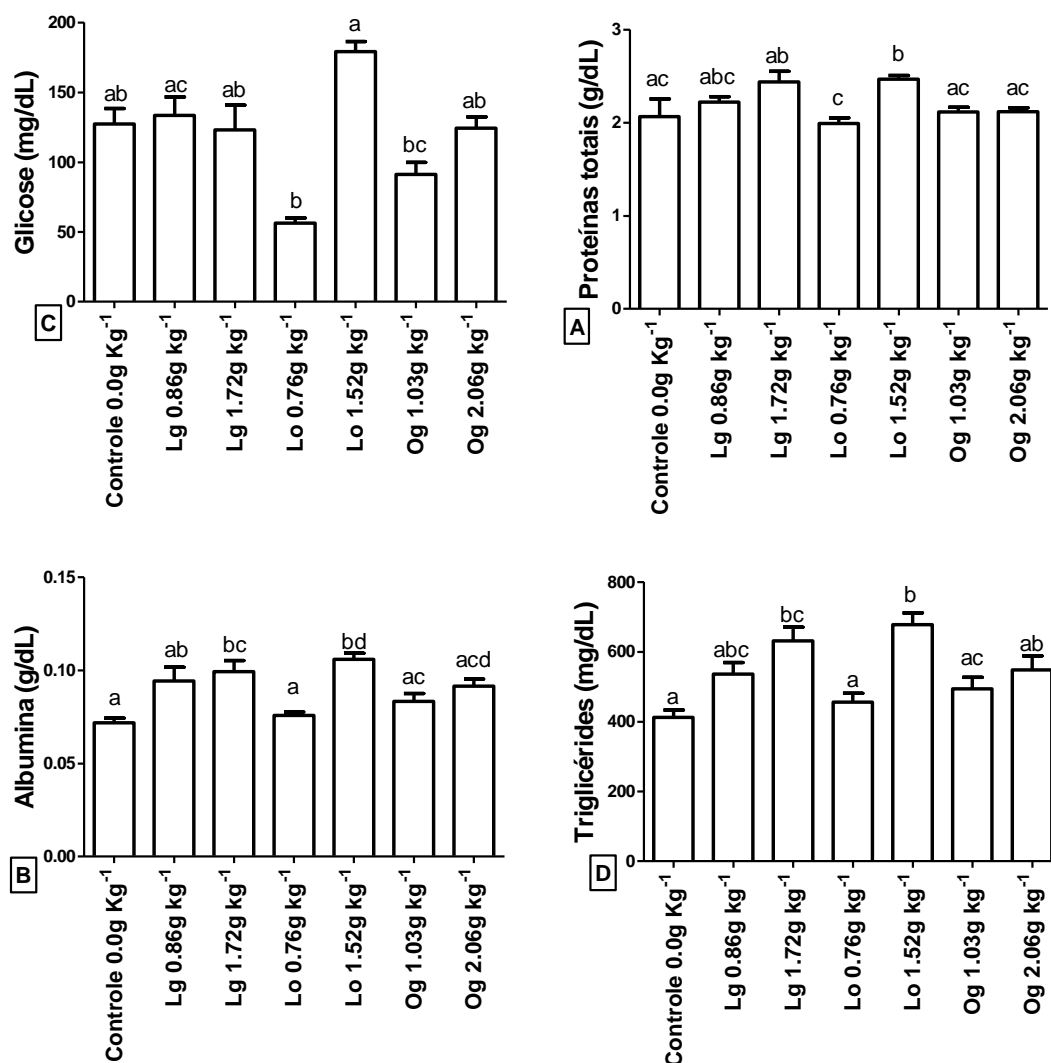 Glicose (mg/dL)
200
150
100
50
0
ab
ac
ab
b
a
bc
ab
C
Controle 0.0g Kg⁻¹
Lg 0.86g kg⁻¹
Lg 1.72g kg⁻¹
Lo 0.76g kg⁻¹
Lo 1.52g kg⁻¹
Og 1.03g kg⁻¹
Og 2.06g kg⁻¹
Proteínas totais (g/dL)
3
2
1
0
ac
abc
ab
c
b
ac
ac
A
Controle 0.0g Kg⁻¹
Lg 0.86g kg⁻¹
Lg 1.72g kg⁻¹
Lo 0.76g kg⁻¹
Lo 1.52g kg⁻¹
Og 1.03g kg⁻¹
Og 2.06g kg⁻¹
Albumina (g/dL)
0.15
0.10
0.05
0.00
a
ab
bc
a
bd
ac
acd
B
Controle 0.0g Kg⁻¹
Lg 0.86g kg⁻¹
Lg 1.72g kg⁻¹
Lo 0.76g kg⁻¹
Lo 1.52g kg⁻¹
Og 1.03g kg⁻¹
Og 2.06g kg⁻¹
Triglicérides (mg/dL)
800
600
400
200
0
a
abc
bc
a
b
ac
ab
D
Controle 0.0g Kg⁻¹
Lg 0.86g kg⁻¹
Lg 1.72g kg⁻¹
Lo 0.76g kg⁻¹
Lo 1.52g kg⁻¹
Og 1.03g kg⁻¹
Og 2.06g kg⁻¹